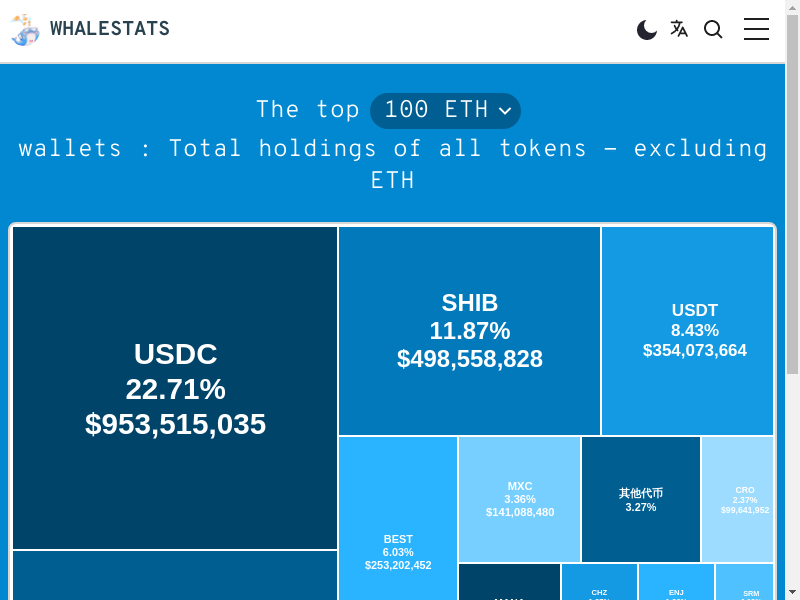 WHALESTATS
The top 100 ETH
wallets : Total holdings of all tokens - excluding
ETH
USDC
22.71%
$953,515,035
SHIB
11.87%
$498,558,828
USDT
8.43%
$354,073,664
BEST
6.03%
$253,202,452
MXC
3.36%
$141,088,480
其他代币
3.27%
CRO
2.37%
$99,641,952
CHZ
ENJ
SRM